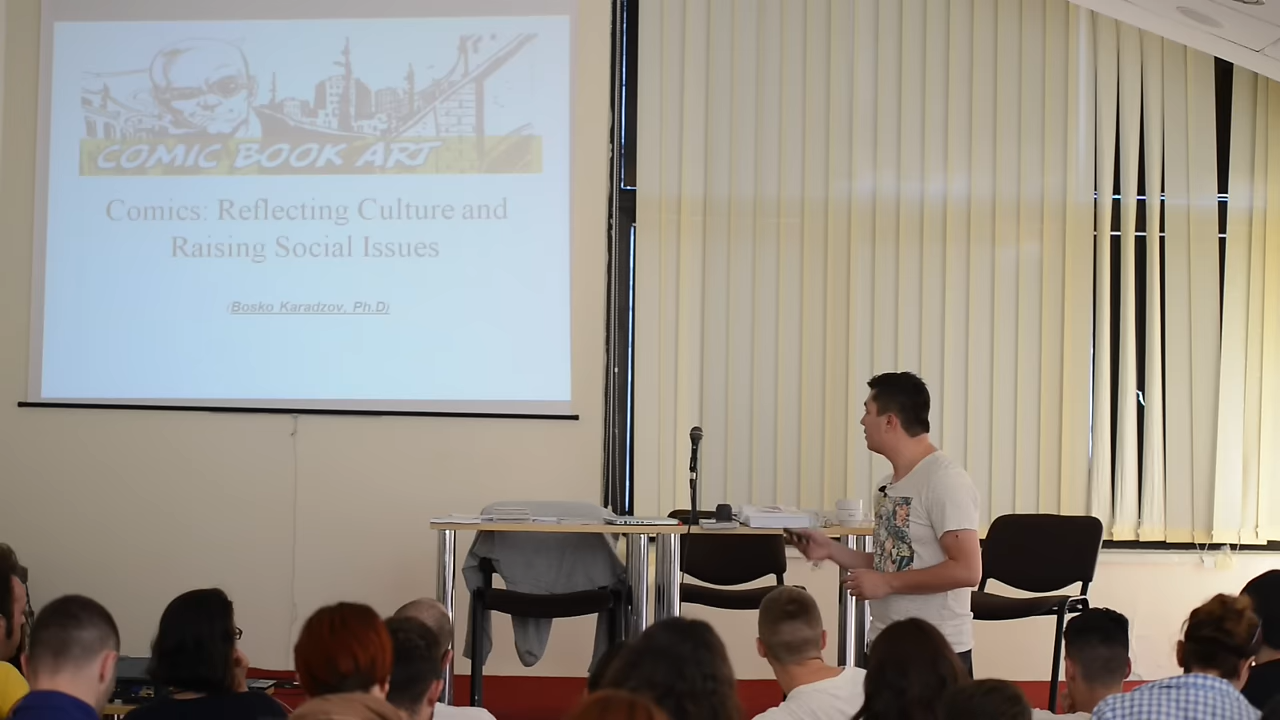 COMIC BOOK ART
Comics: Reflecting Culture and
Raising Social Issues
(Bosko Karadzov, Ph.D)